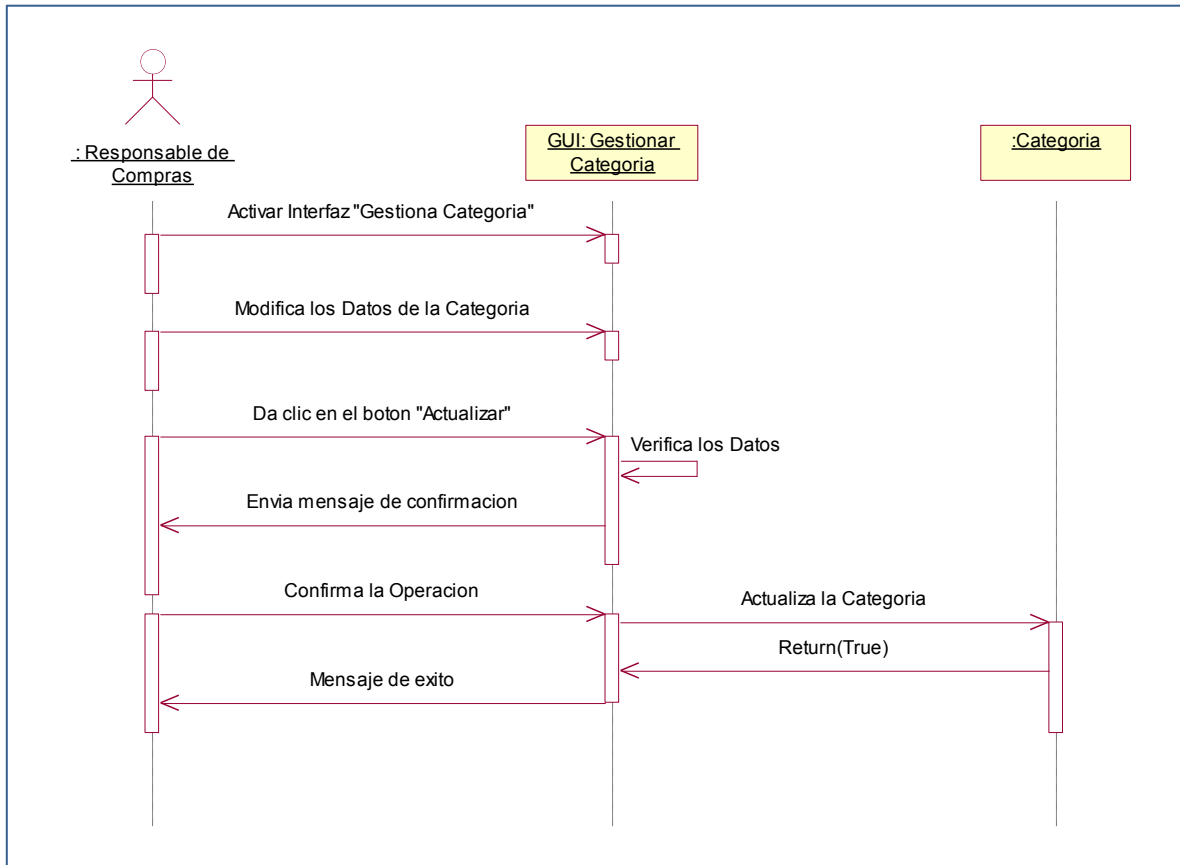 : Responsable de
Compras
GUI: Gestionar
Categoria
:Categoria
Activar Interfaz "Gestiona Categoria"
Modifica los Datos de la Categoria
Da clic en el boton "Actualizar"
Verifica los Datos
Envia mensaje de confirmacion
Confirma la Operacion
Actualiza la Categoria
Return(True)
Mensaje de exito